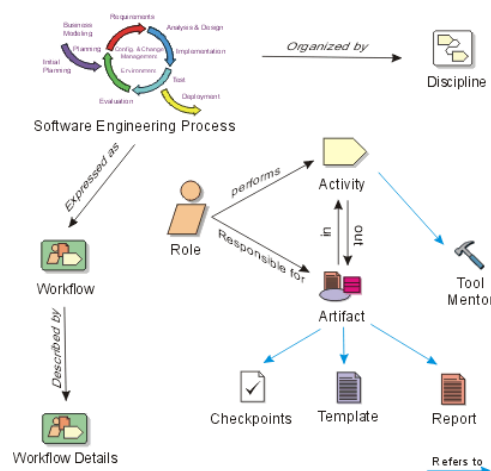 Requirements
Business
Modeling
Analysis & Design
Planning
Config. & Change
Management
Implementation
Initial
Planning
Environment
Test
Evaluation
Deployment
Software Engineering Process
Organized by
Discipline
Expressed as
performs
Activity
Role
Responsible for
in
out
Tool
Mentor
Workflow
Artifact
Described by
Checkpoints
Template
Report
Workflow Details
Refers to